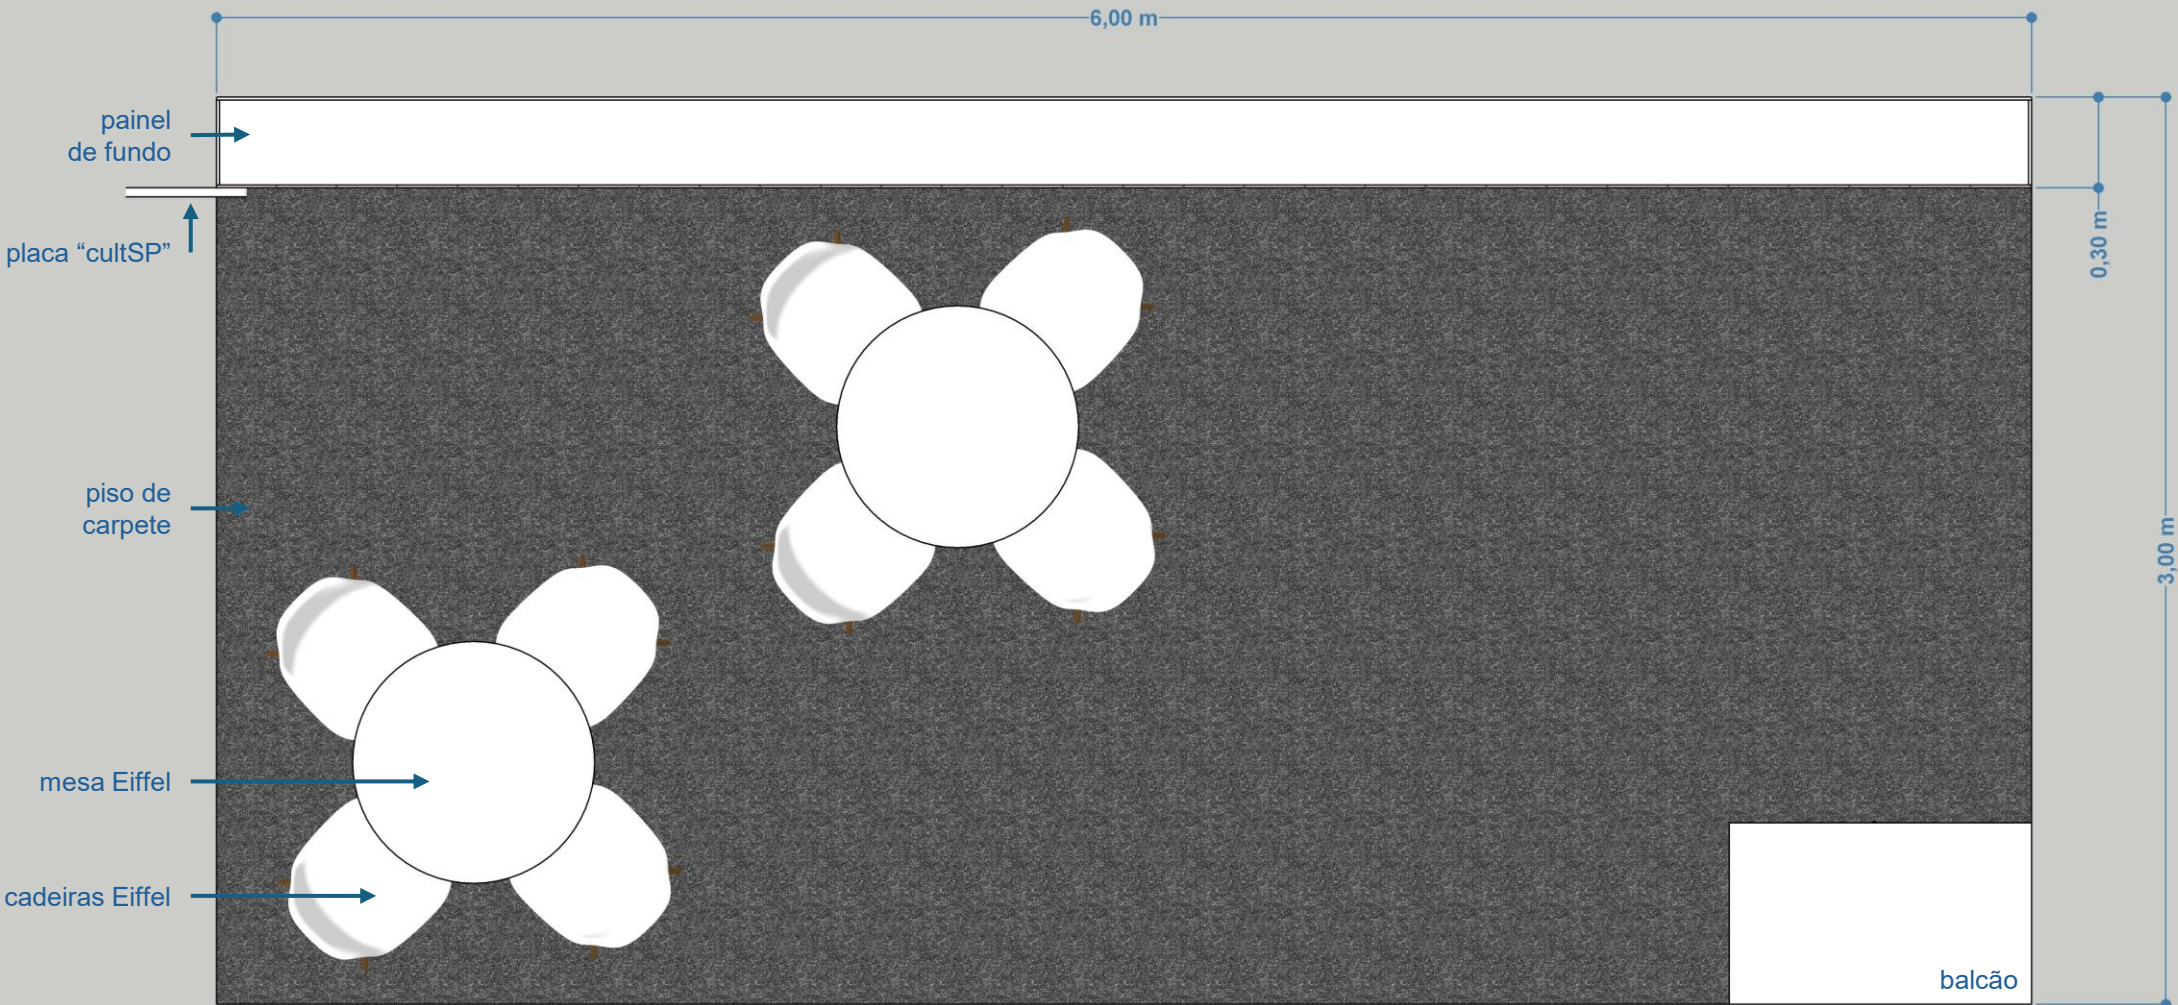 6,00 m
painel
de fundo
placa “cultSP”
0,30 m
piso de
carpete
3,00 m
mesa Eiffel
cadeiras Eiffel
balcão